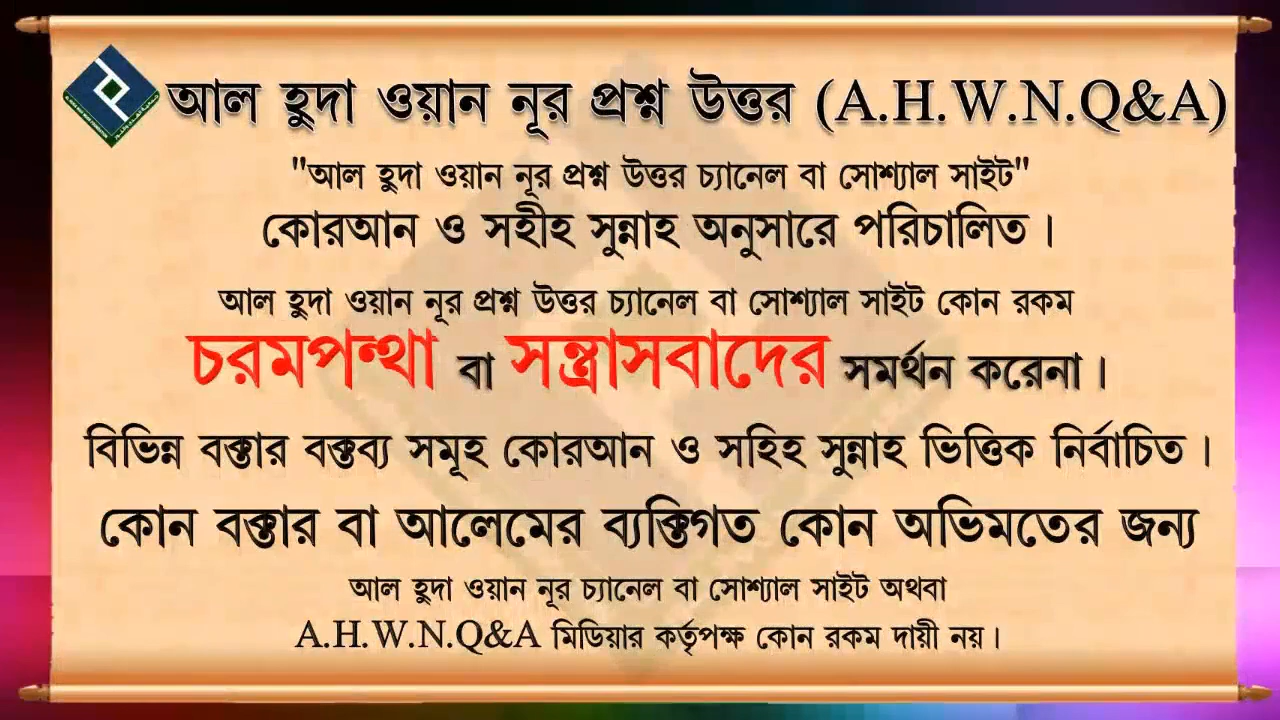 আল হুদা ওয়ান নূর প্রশ্ন উত্তর (A.H.W.N.Q&A)
"আল হুদা ওয়ান নূর প্রশ্ন উত্তর চ্যানেল বা সোশ্যাল সাইট"
কোরআন ও সহীহ সুন্নাহ অনুসারে পরিচালিত।
আল হুদা ওয়ান নূর প্রশ্ন উত্তর চ্যানেল বা সোশ্যাল সাইট কোন রকম
চরমপন্থা বা সন্ত্রাসবাদের সমর্থন করেনা।
বিভিন্ন বক্তার বক্তব্য সমূহ কোরআন ও সহিহ সুন্নাহ ভিত্তিক নির্বাচিত।
কোন বক্তার বা আলেমের ব্যক্তিগত কোন অভিমতের জন্য
আল হুদা ওয়ান নূর চ্যানেল বা সোশ্যাল সাইট অথবা
A.H.W.N.Q&A মিডিয়ার কর্তৃপক্ষ কোন রকম দায়ী নয়।